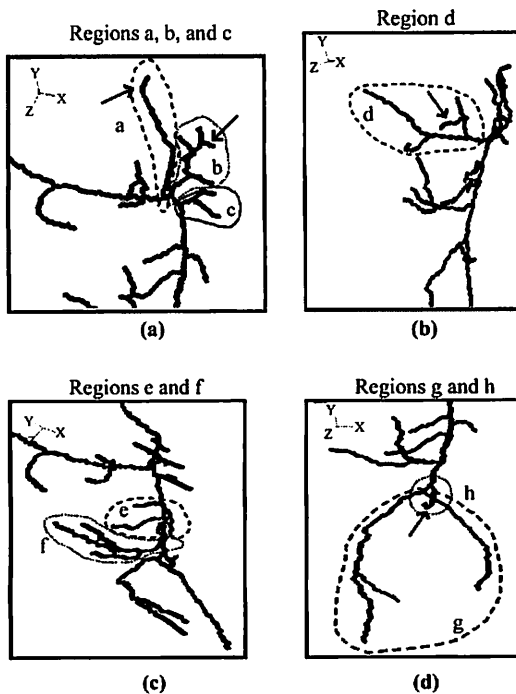 Regions a, b, and c
Region d
Y
Z X
a
b
c
Y
Z X
d
(a)
(b)
Regions e and f
Regions g and h
Y
Z X
e
f
Y
Z X
h
g
(c)
(d)